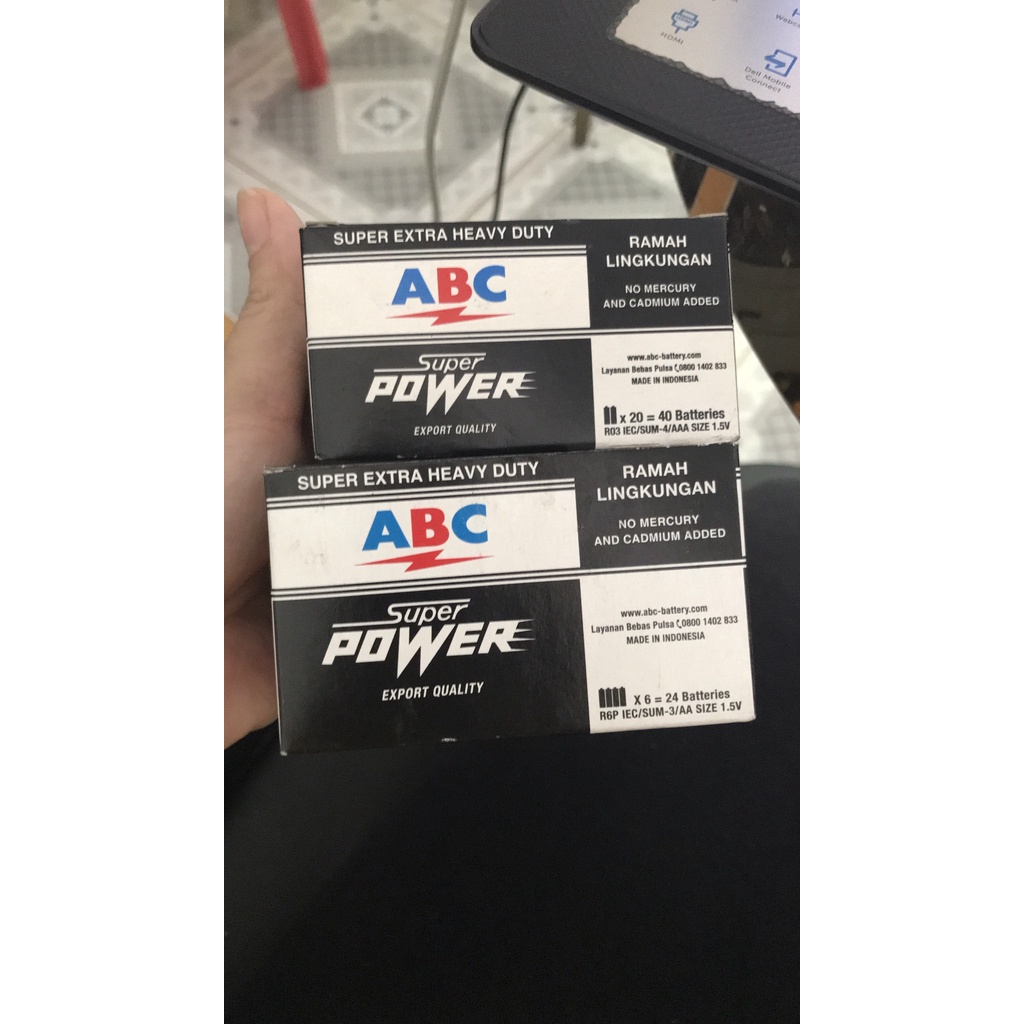 HDMI
Dell Mobile
Connect
SUPER EXTRA HEAVY DUTY
ABC
Super
POWER
EXPORT QUALITY
RAMAH
LINGKUNGAN
NO MERCURY
AND CADMIUM ADDED
www.abc-battery.com
Layanan Bebas Pulsa 0800 1402 833
MADE IN INDONESIA
x 20 = 40 Batteries
R03 IEC/SUM-4/AAA SIZE 1.5V
SUPER EXTRA HEAVY DUTY
ABC
Super
POWER
EXPORT QUALITY
RAMAH
LINGKUNGAN
NO MERCURY
AND CADMIUM ADDED
www.abc-battery.com
Layanan Bebas Pulsa 0800 1402 833
MADE IN INDONESIA
X 6 = 24 Batteries
R6P IEC/SUM-3/AA SIZE 1.5V